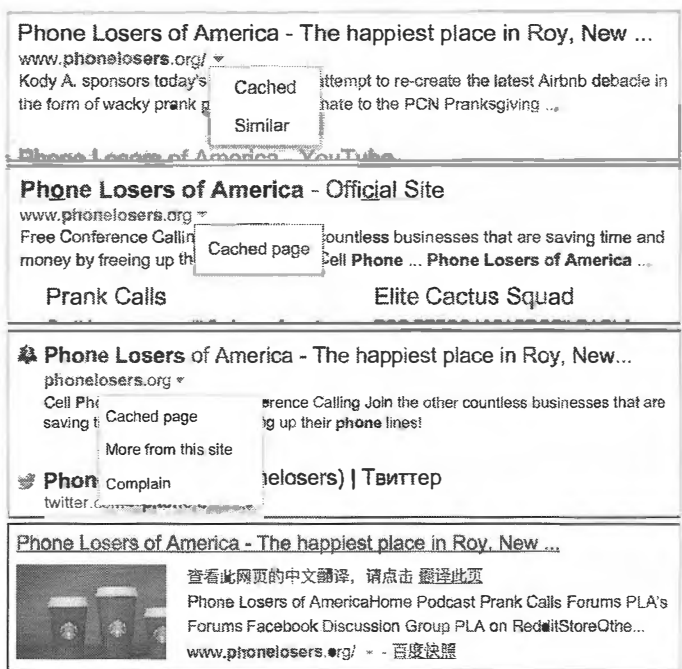 Phone Losers of America - The happiest place in Roy, New ...
www.phonelosers.org/
Kody A. sponsors today's ttempt to re-create the latest Airbnb debacle in
Cached
the form of wacky prank nate to the PCN Pranksgiving ...
Similar
Phone Losers of America - YouTube
Phone Losers of America - Official Site
www.phonelosers.org
Free Conference Callin ountless businesses that are saving time and
Cached page
money by freeing up th Cell Phone ... Phone Losers of America ...
Prank Calls Elite Cactus Squad
Phone Losers of America - The happiest place in Roy, New...
phonelosers.org
Cell Pho erence Calling Join the other countless businesses that are
Cached page
saving t g up their phone lines!
More from this site
Phon nelosers) | Твиттер
Complain
twitter.
Phone Losers of America - The happiest place in Roy, New ...
查看此网页的中文翻译，请点击 翻译此页
Phone Losers of AmericaHome Podcast Prank Calls Forums PLA's
Forums Facebook Discussion Group PLA on RedditStoreOthe...
www.phonelosers.org/ - 百度快照